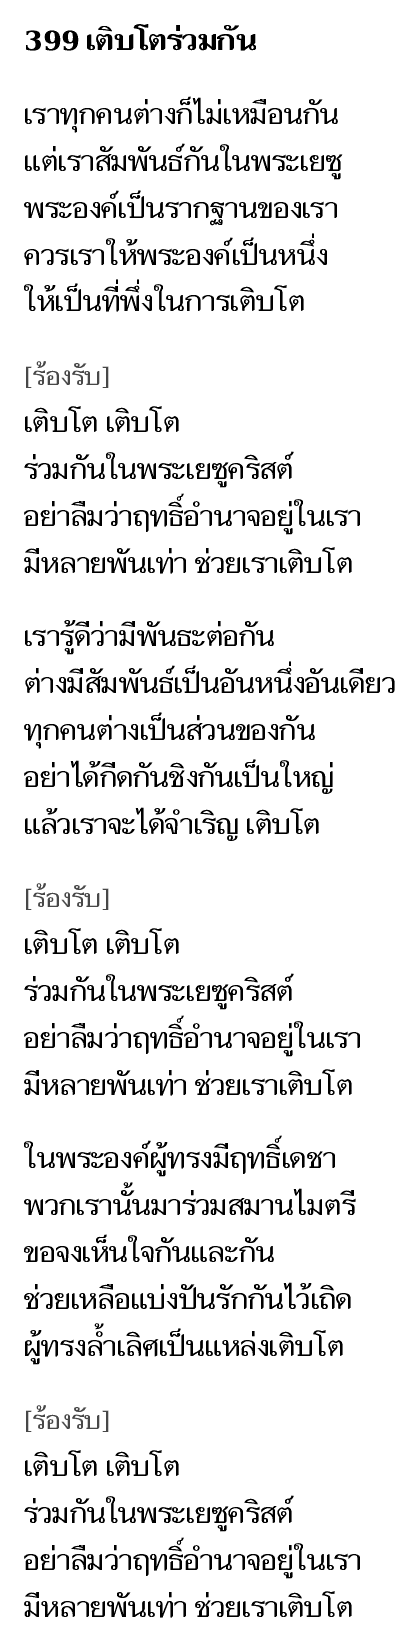 399 เติบโตร่วมกัน
เราทุกคนต่างก็ไม่เหมือนกัน
แต่เราสัมพันธ์กันในพระเยซู
พระองค์เป็นรากฐานของเรา
ควรเราให้พระองค์เป็นหนึ่ง
ให้เป็นที่พึ่งในการเติบโต
[ร้องรับ]
เติบโต เติบโต
ร่วมกันในพระเยซูคริสต์
อย่าลืมว่าฤทธิ์อำนาจอยู่ในเรา
มีหลายพันเท่า ช่วยเราเติบโต
เรารู้ดีว่ามีพันธะต่อกัน
ต่างมีสัมพันธ์เป็นอันหนึ่งอันเดียว
ทุกคนต่างเป็นส่วนของกัน
อย่าได้กีดกันชิงกันเป็นใหญ่
แล้วเราจะได้จำเริญ เติบโต
[ร้องรับ]
เติบโต เติบโต
ร่วมกันในพระเยซูคริสต์
อย่าลืมว่าฤทธิ์อำนาจอยู่ในเรา
มีหลายพันเท่า ช่วยเราเติบโต
ในพระองค์ผู้ทรงมีฤทธิ์เดชา
พวกเรานั้นมาร่วมสมานไมตรี
ขอจงเห็นใจกันและกัน
ช่วยเหลือแบ่งปันรักกันไว้เถิด
ผู้ทรงล้ำเลิศเป็นแหล่งเติบโต
[ร้องรับ]
เติบโต เติบโต
ร่วมกันในพระเยซูคริสต์
อย่าลืมว่าฤทธิ์อำนาจอยู่ในเรา
มีหลายพันเท่า ช่วยเราเติบโต